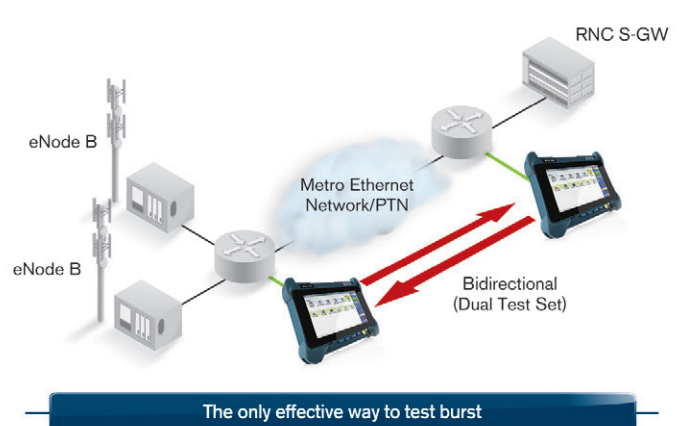 RNC S-GW
eNode B
Metro Ethernet
Network/PTN
eNode B
Bidirectional
(Dual Test Set)
The only effective way to test burst